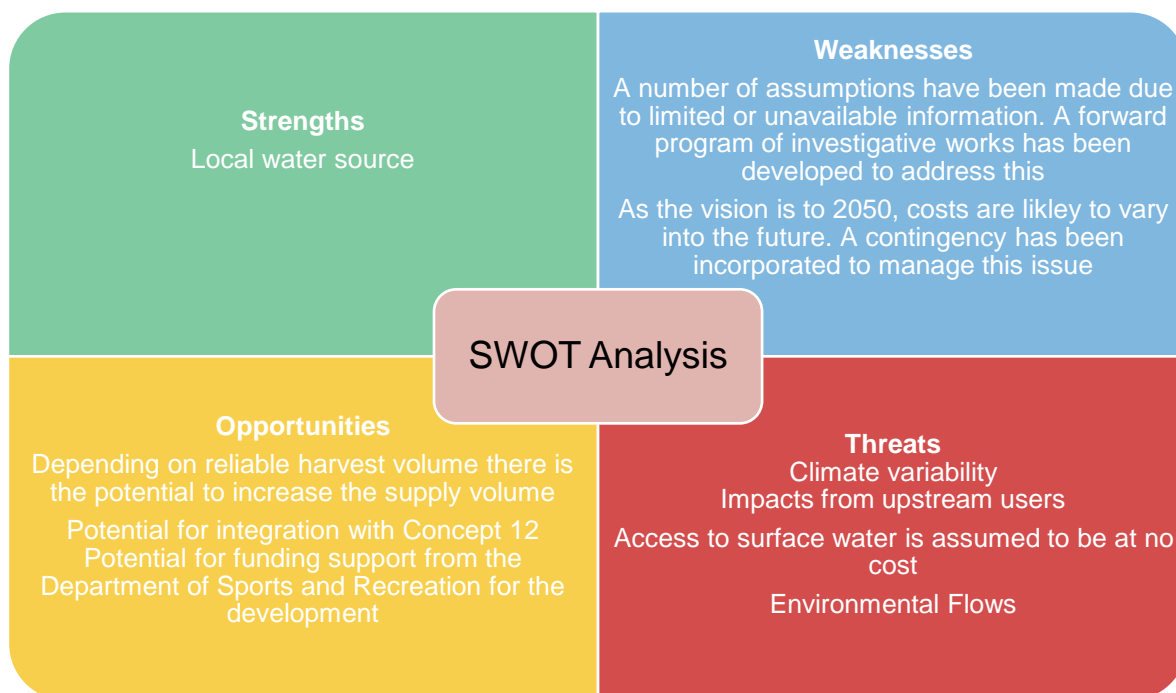 Strengths
Local water source
Weaknesses
A number of assumptions have been made due
to limited or unavailable information. A forward
program of investigative works has been
developed to address this
As the vision is to 2050, costs are likley to vary
into the future. A contingency has been
incorporated to manage this issue
SWOT Analysis
Opportunities
Depending on reliable harvest volume there is
the potential to increase the supply volume
Potential for integration with Concept 12
Potential for funding support from the
Department of Sports and Recreation for the
development
Threats
Climate variability
Impacts from upstream users
Access to surface water is assumed to be at no
cost
Environmental Flows